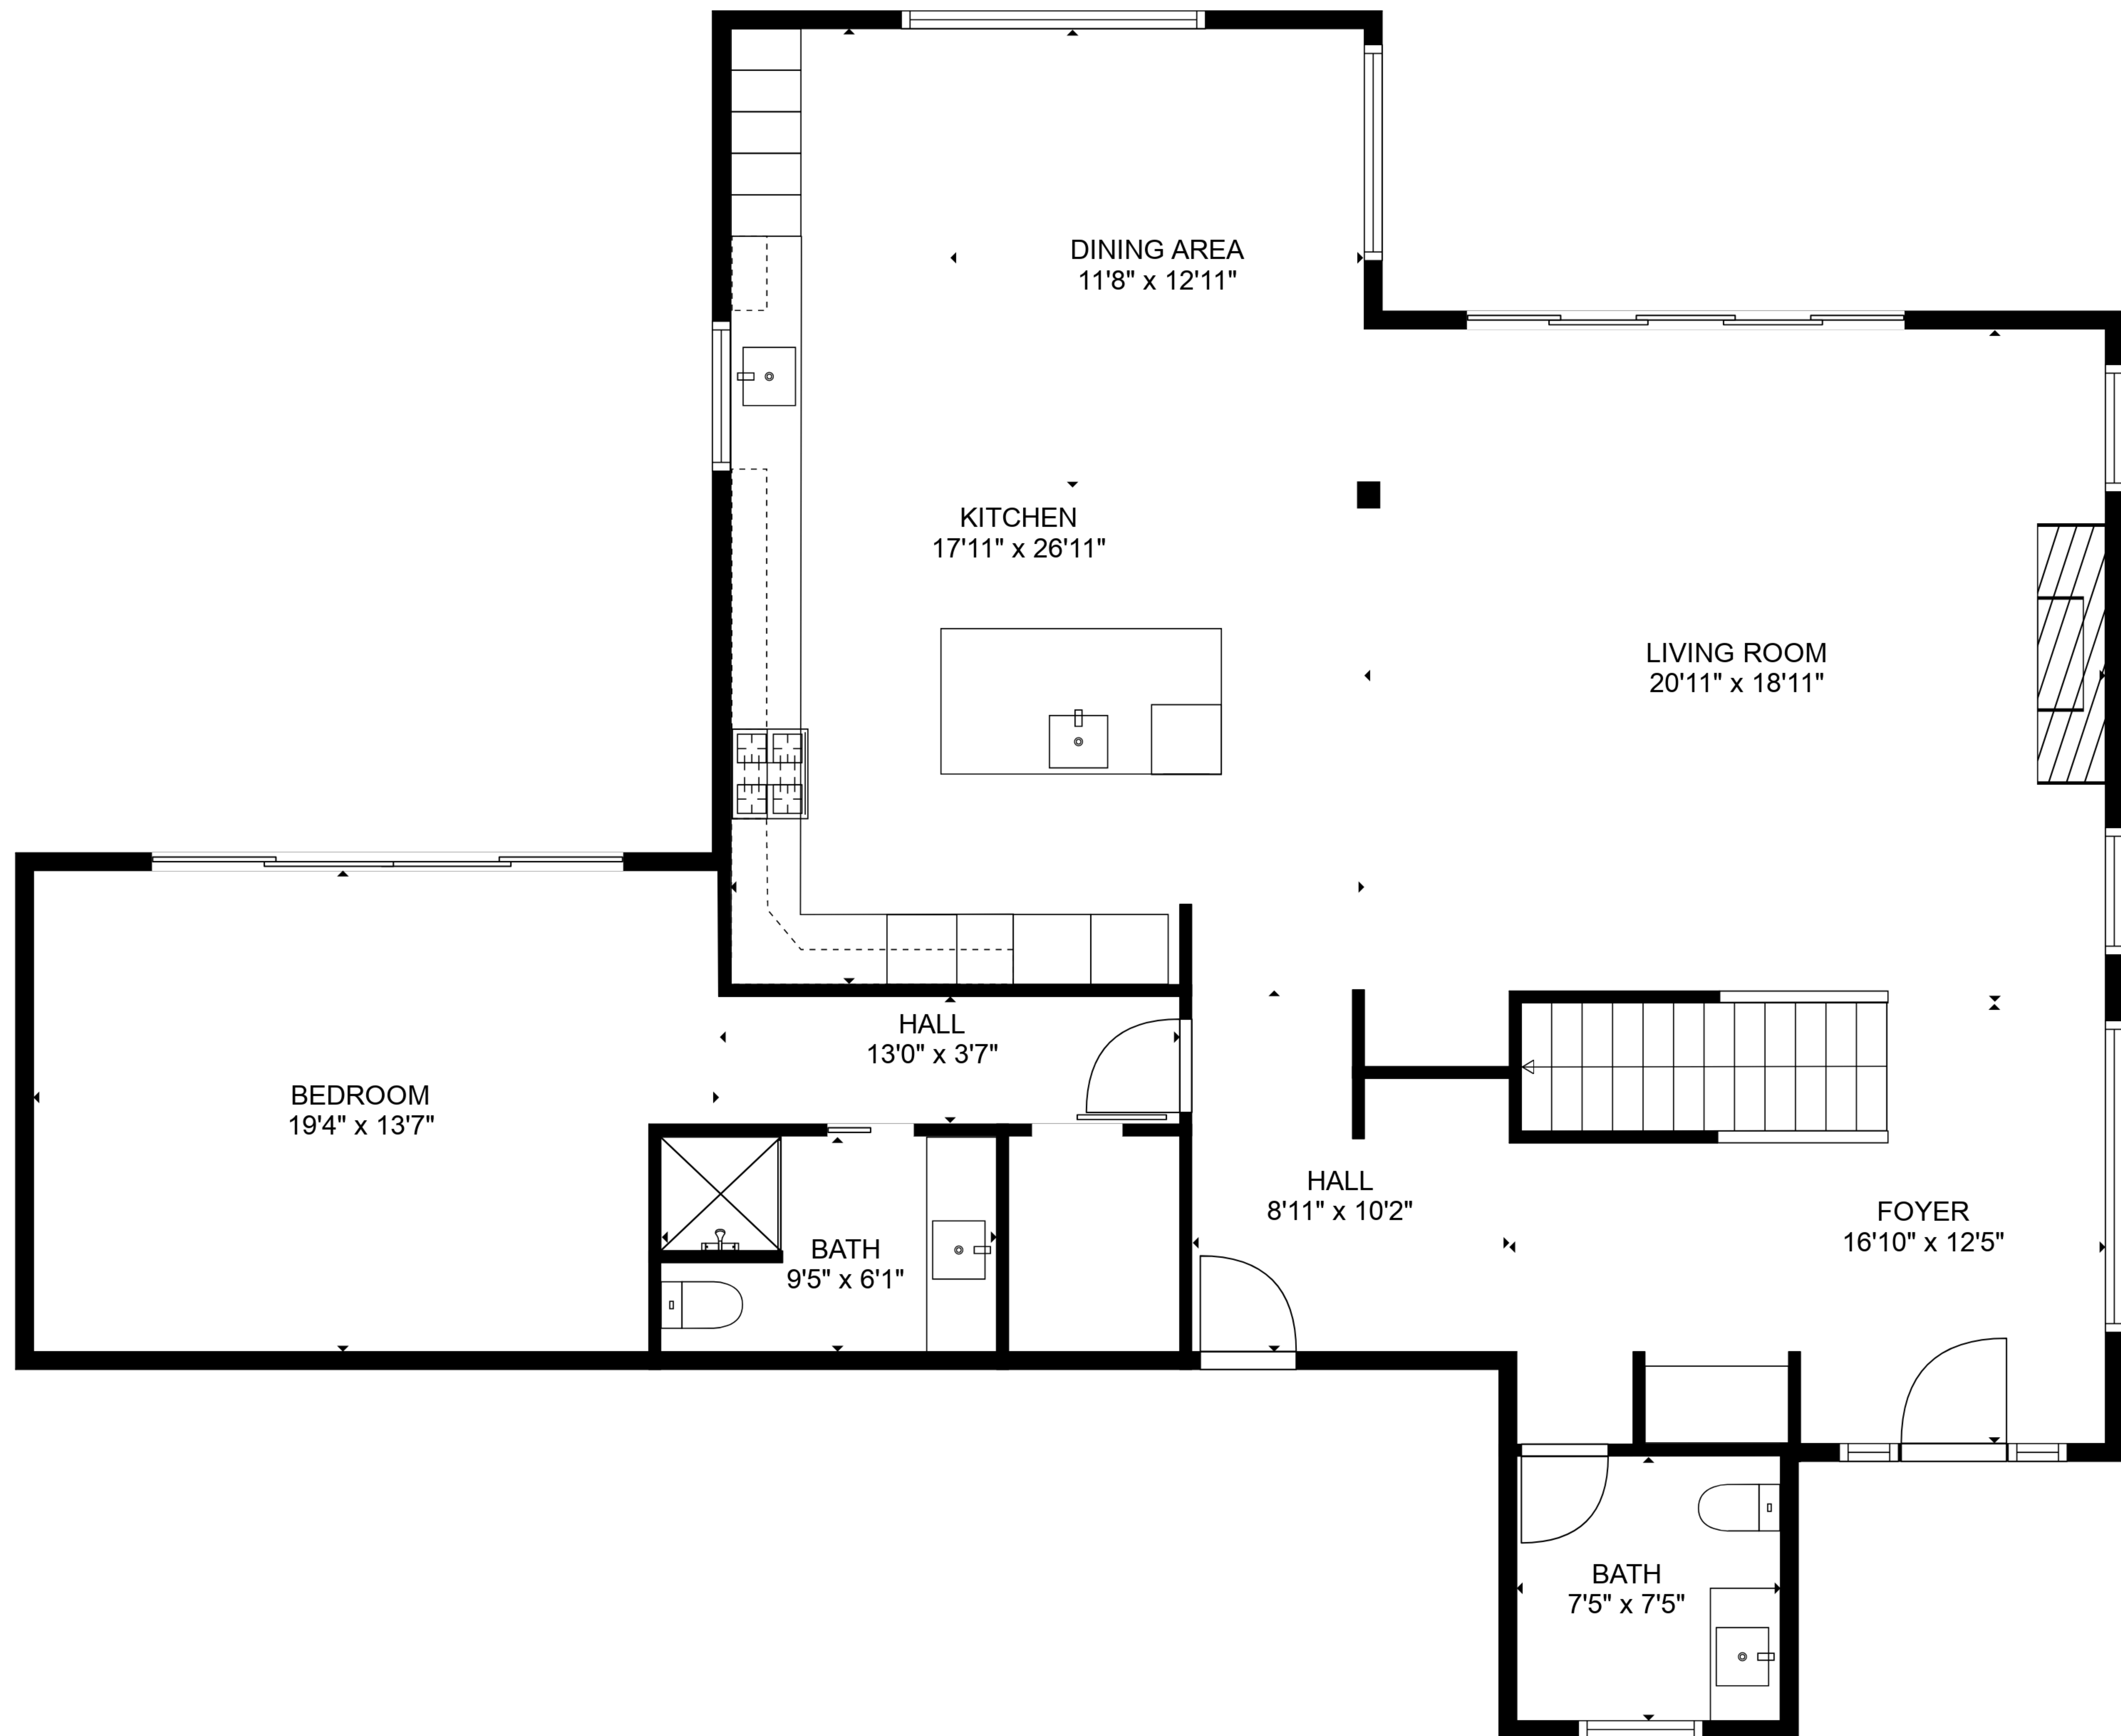 DINING AREA
11'8" x 12'11"
KITCHEN
17'11" x 26'11"
LIVING ROOM
20'11" x 18'11"
HALL
13'0" x 3'7"
BEDROOM
19'4" x 13'7"
HALL
8'11" x 10'2"
FOYER
16'10" x 12'5"
BATH
9'5" x 6'1"
BATH
7'5" x 7'5"